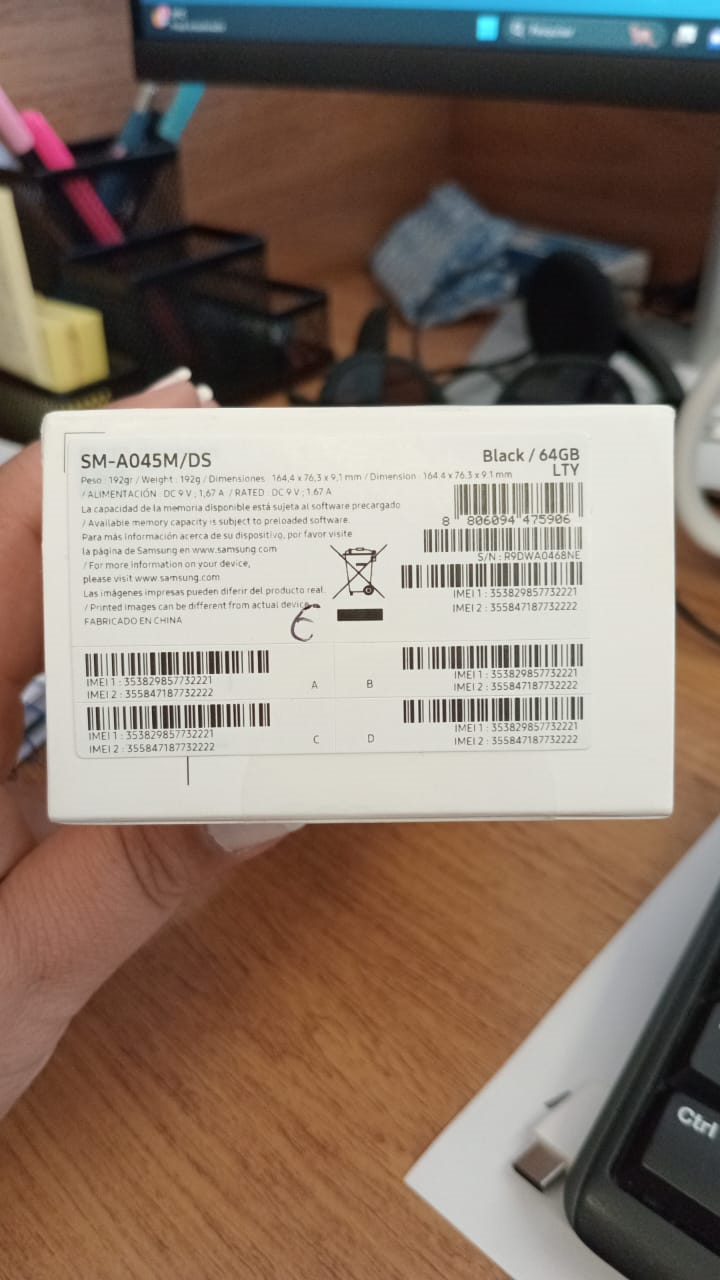 SM-A045M/DS
Black / 64GB
LTY
Peso : 192gr / Weight : 192g / Dimensiones : 164,4 x 76,3 x 9,1 mm / Dimension : 164.4 x 76.3 x 9.1 mm
/ ALIMENTACIÓN : DC 9 V ; 1,67 A / RATED : DC 9 V ; 1.67 A
La capacidad de la memoria disponible está sujeta al software precargado
/ Available memory capacity is subject to preloaded software.
Para más información acerca de su dispositivo, por favor visite
la página de Samsung en www.samsung.com
/ For more information on your device,
please visit www.samsung.com
Las imágenes impresas pueden diferir del producto real.
/ Printed images can be different from actual device.
FABRICADO EN CHINA
8 806094 475906
S/N : R9DWA0468NE
IMEI 1 : 353829857732221
IMEI 2 : 355847187732222
IMEI 1 : 353829857732221
IMEI 2 : 355847187732222
A
B
IMEI 1 : 353829857732221
IMEI 2 : 355847187732222
IMEI 1 : 353829857732221
IMEI 2 : 355847187732222
C
D
IMEI 1 : 353829857732221
IMEI 2 : 355847187732222
Ctrl